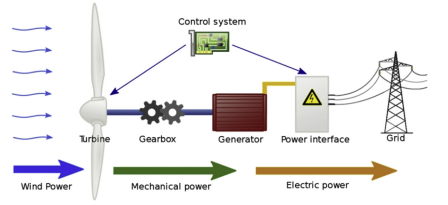 Control system
Turbine
Gearbox
Generator
Power interface
Grid
Wind Power
Mechanical power
Electric power